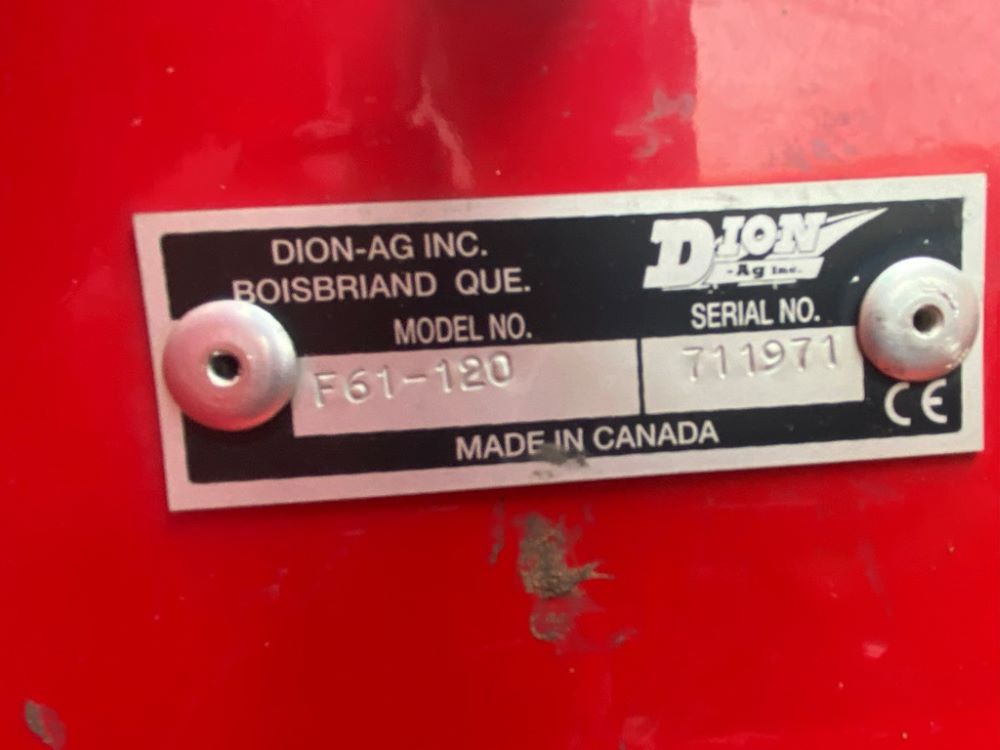 DION-AG INC.
BOISBRIAND QUE.
DION
-Ag Inc.
MODEL NO.
SERIAL NO.
F61-120
711971
MADE IN CANADA
CE